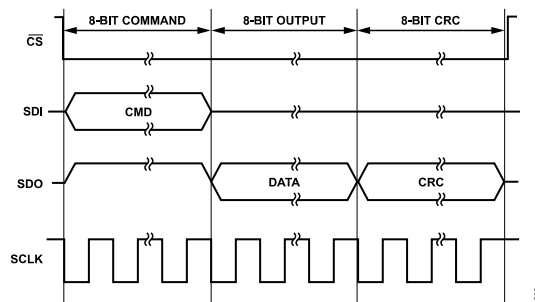 8-BIT COMMAND 8-BIT OUTPUT 8-BIT CRC
CS
SDI CMD
SDO DATA CRC
SCLK